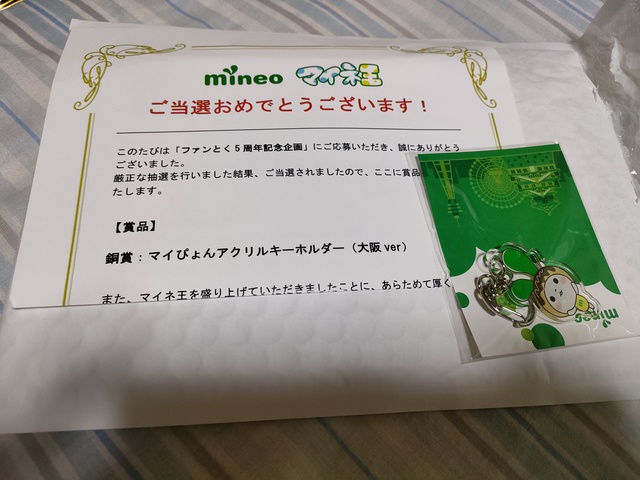 mineo マイネ王
ご当選おめでとうございます！
このたびは「ファンとく5周年記念企画」にご応募いただき、誠にありがとう
ございました。
厳正な抽選を行いました結果、ご当選されましたので、ここに賞品
たします。
【賞品】
銅賞：マイぴょんアクリルキーホルダー（大阪ver）
また、マイネ王を盛り上げていただきましたことに、あらためて厚く
mineo